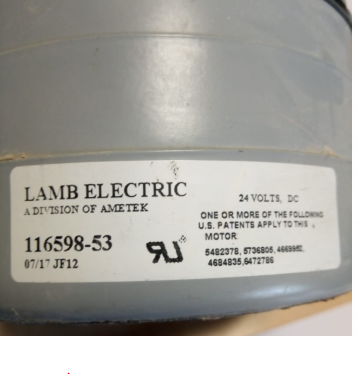 LAMB ELECTRIC
A DIVISION OF AMETEK
116598-53
07/17 JF12
24 VOLTS, DC
ONE OR MORE OF THE FOLLOWING
U.S. PATENTS APPLY TO THIS
MOTOR
5482378, 5736805, 4669952,
4684835, 6472786